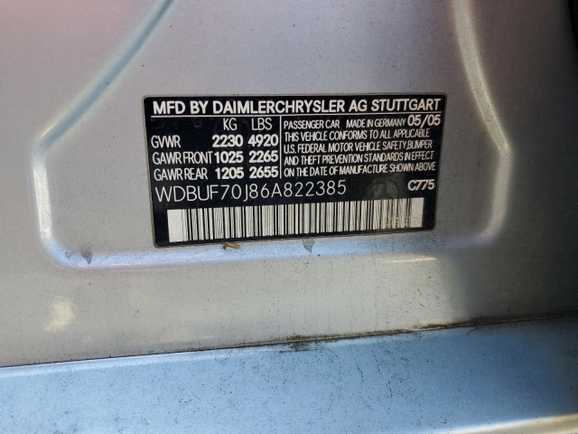 MFD BY DAIMLERCHRYSLER AG STUTTGART
KG LBS
GVWR 2230 4920
GAWR FRONT 1025 2265
GAWR REAR 1205 2655
PASSENGER CAR MADE IN GERMANY 05/05
THIS VEHICLE CONFORMS TO ALL APPLICABLE
U.S. FEDERAL MOTOR VEHICLE SAFETY, BUMPER
AND THEFT PREVENTION STANDARDS IN EFFECT
ON THE DATE OF MANUFACTURE SHOWN ABOVE
WDBUF70J86A822385
C775